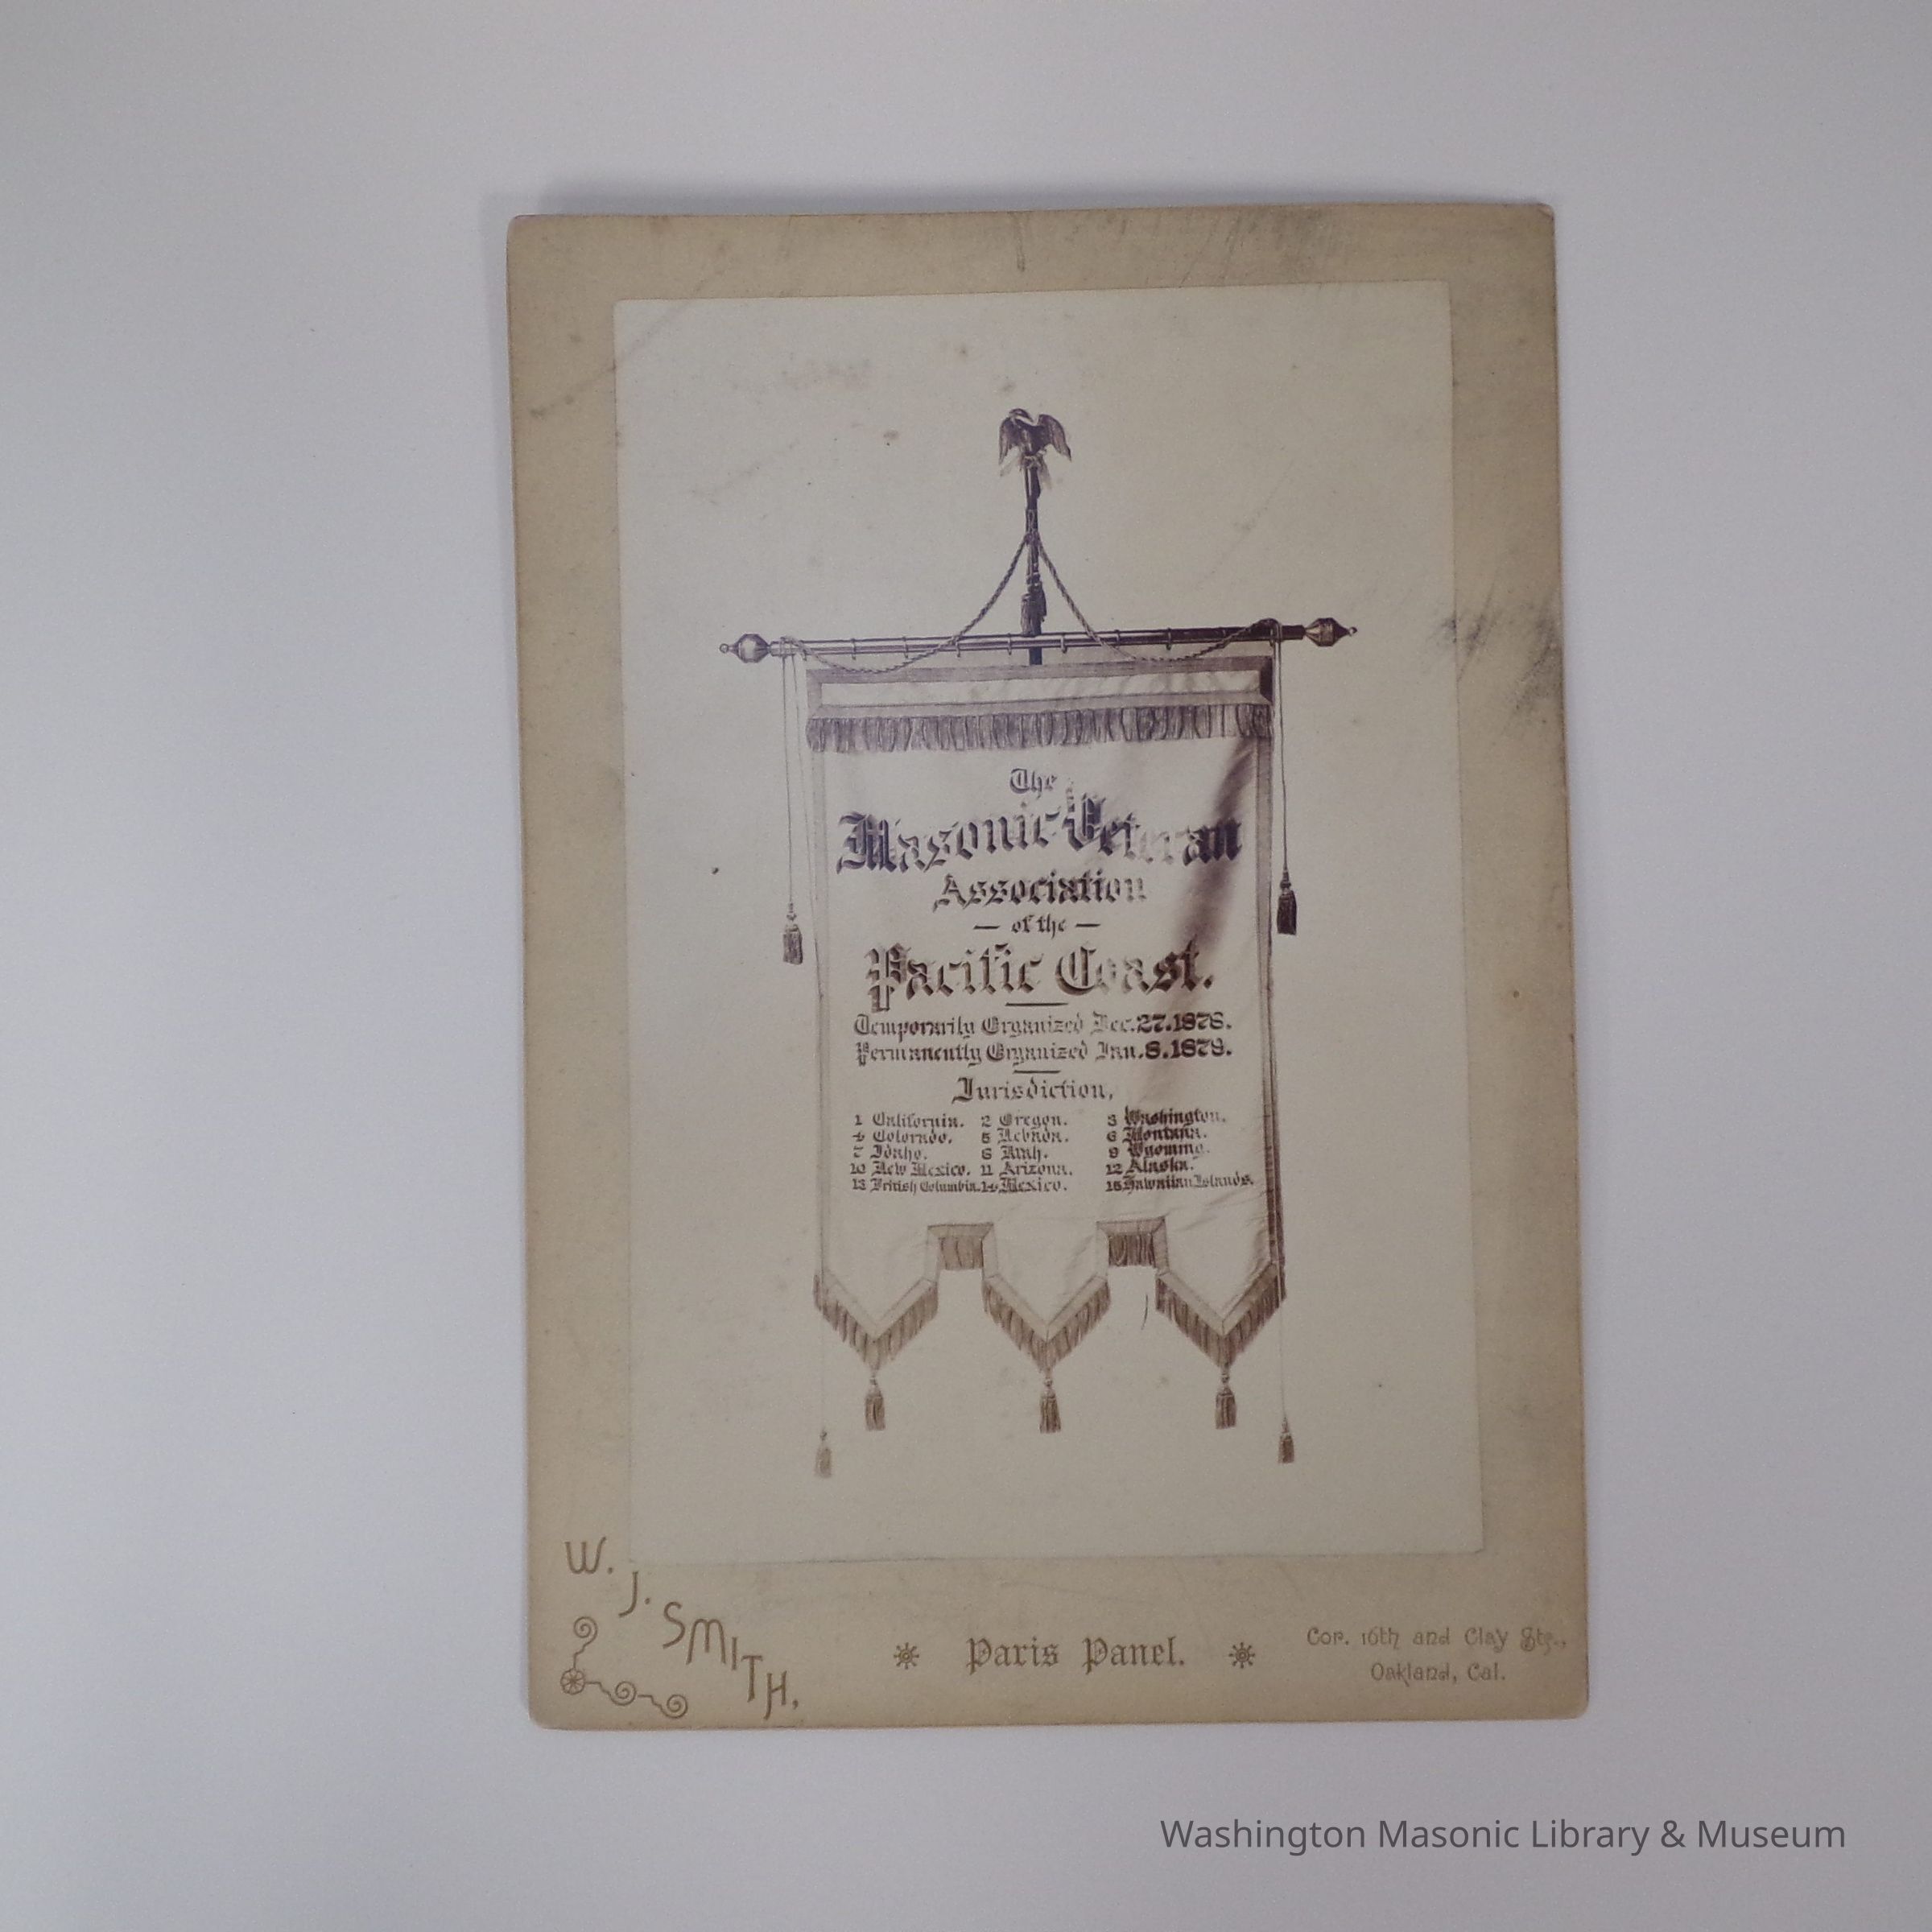 The
Masonic Veteran
Association
— of the —
Pacific Coast.
Temporarily Organized Dec. 27. 1878.
Permanently Organized Jan. 8. 1879.
Jurisdiction,
1 California. 2 Oregon. 3 Washington.
4 Colorado. 5 Nevada. 6 Montana.
7 Idaho. 8 Utah. 9 Wyoming.
10 New Mexico. 11 Arizona. 12 Alaska.
13 British Columbia. 14 Mexico. 15 Hawaiian Islands.
W. J. SMITH,
Paris Panel.
Cor. 16th and Clay Sts.,
Oakland, Cal.
Washington Masonic Library & Museum